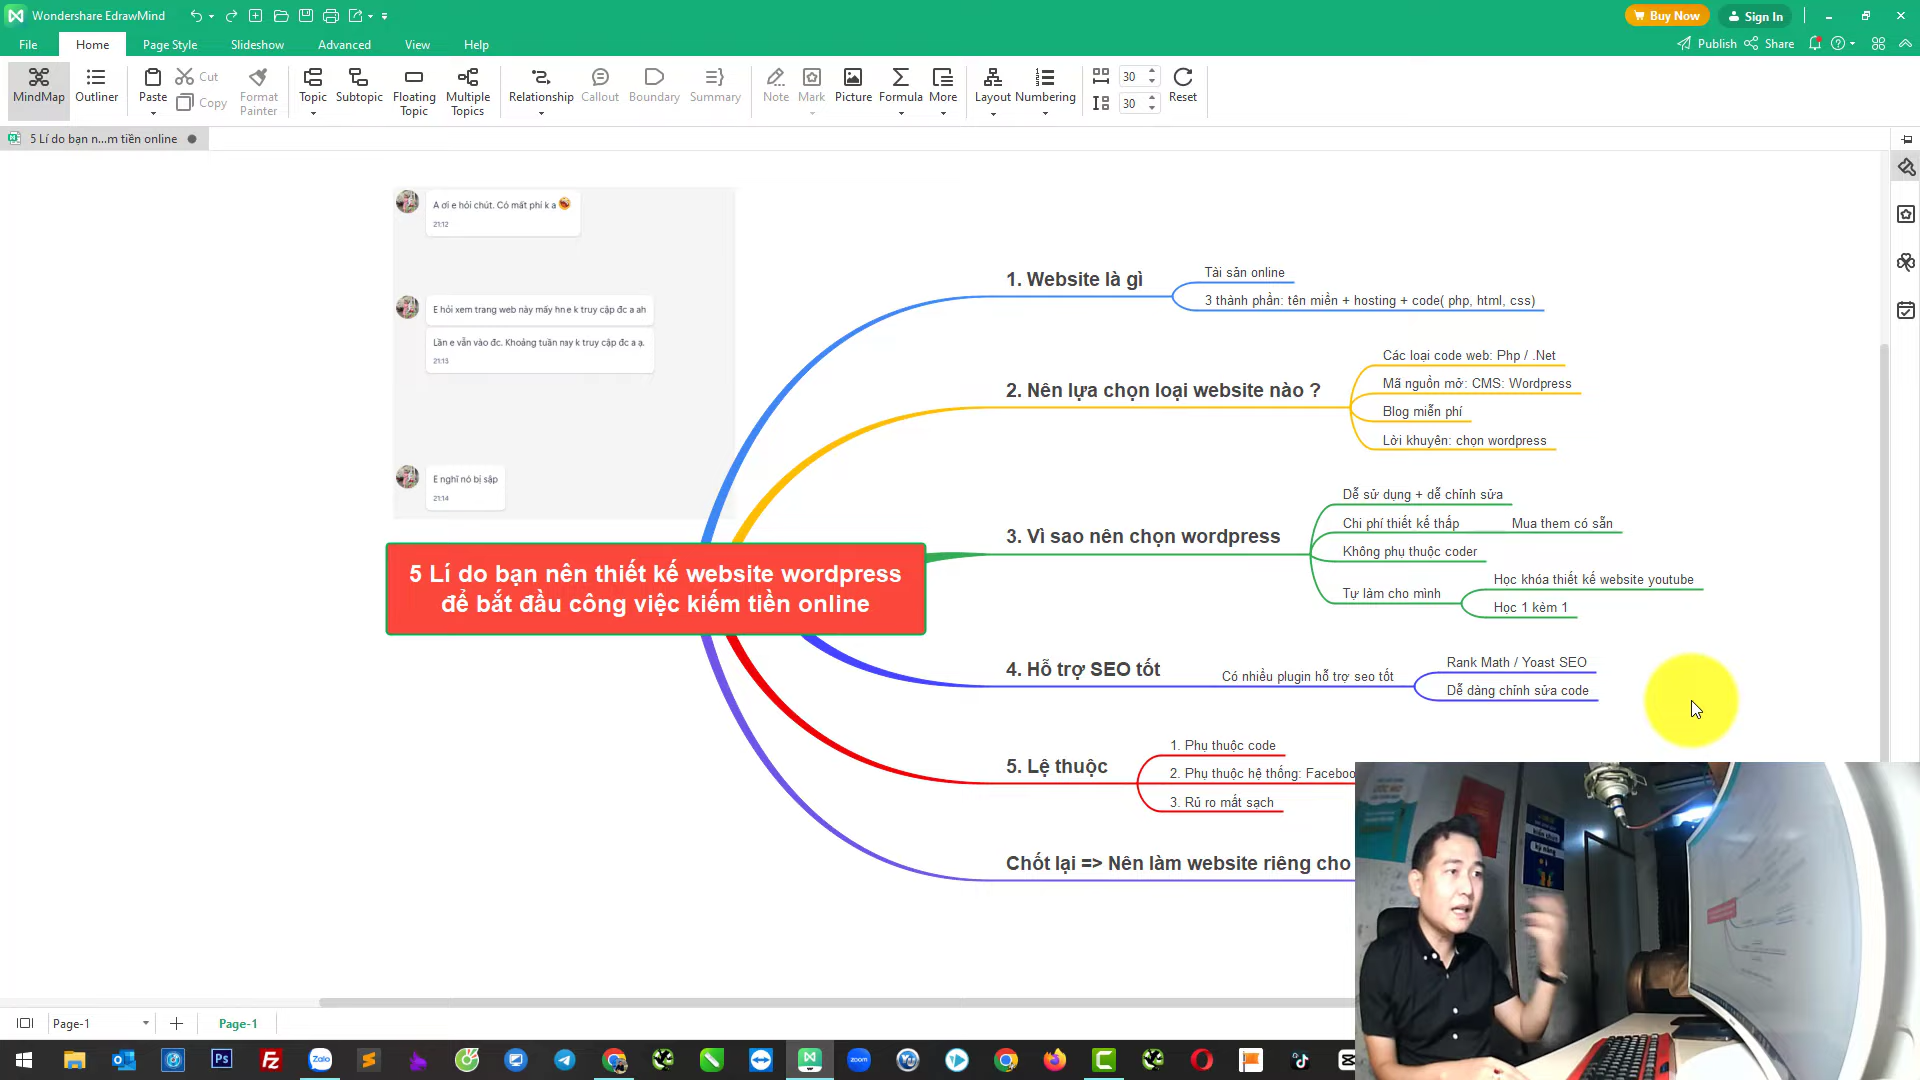 Wondershare EdrawMind
Buy Now
Sign In
File
Home
Page Style
Slideshow
Advanced
View
Help
Publish
Share
MindMap
Outliner
Paste
Cut
Copy
Format
Painter
Topic
Subtopic
Floating
Topic
Multiple
Topics
Relationship
Callout
Boundary
Summary
Note
Mark
Picture
Formula
More
Layout
Numbering
30
30
Reset
5 Lí do bạn n...m tiền online
A ơi e hỏi chút. Có mất phí k a
21:12
E hỏi xem trang web này mấy hn e k truy cập đc a ah
Lần e vẫn vào đc. Khoảng tuần nay k truy cập đc a ạ.
21:13
E nghĩ nó bị sập
21:14
5 Lí do bạn nên thiết kế website wordpress
để bắt đầu công việc kiếm tiền online
1. Website là gì
Tài sản online
3 thành phần: tên miền + hosting + code( php, html, css)
2. Nên lựa chọn loại website nào ?
Các loại code web: Php / .Net
Mã nguồn mở: CMS: Wordpress
Blog miễn phí
Lời khuyên: chọn wordpress
3. Vì sao nên chọn wordpress
Dễ sử dụng + dễ chỉnh sửa
Chi phí thiết kế thấp
Mua them có sẵn
Không phụ thuộc coder
Tự làm cho mình
Học khóa thiết kế website youtube
Học 1 kèm 1
4. Hỗ trợ SEO tốt
Có nhiều plugin hỗ trợ seo tốt
Rank Math / Yoast SEO
Dễ dàng chỉnh sửa code
5. Lệ thuộc
1. Phụ thuộc code
2. Phụ thuộc hệ thống: Faceboo
3. Rủ ro mất sạch
Chốt lại => Nên làm website riêng cho
Page-1
Page-1
Ps
Fz
Zalo
zoom